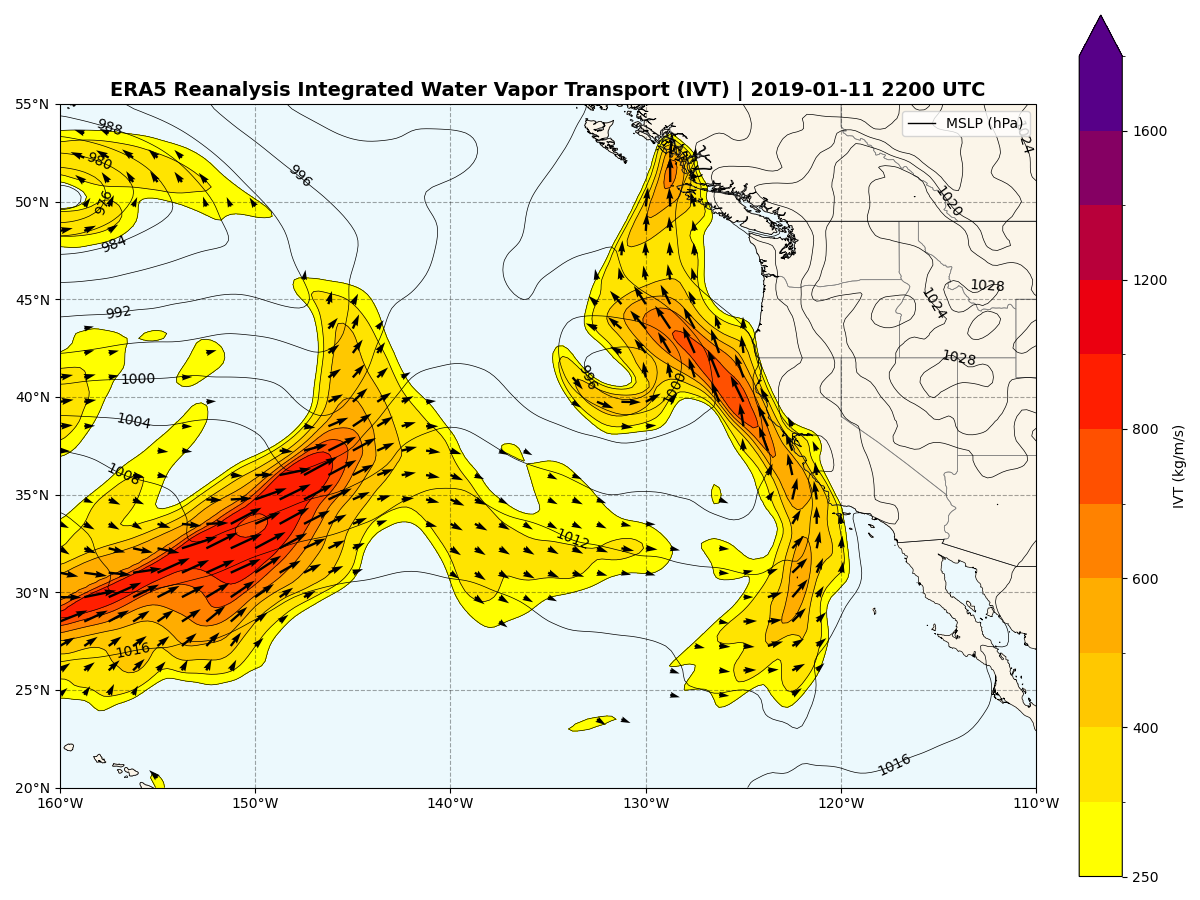 ERA5 Reanalysis Integrated Water Vapor Transport (IVT) | 2019-01-11 2200 UTC
55°N
50°N
45°N
40°N
35°N
30°N
25°N
20°N
160°W
150°W
140°W
130°W
120°W
110°W
MSLP (hPa)
988
980
976
984
996
992
1000
1004
1008
1016
1012
996
1000
1020
1024
1028
1024
1028
1016
1600
1200
800
600
400
250
IVT (kg/m/s)